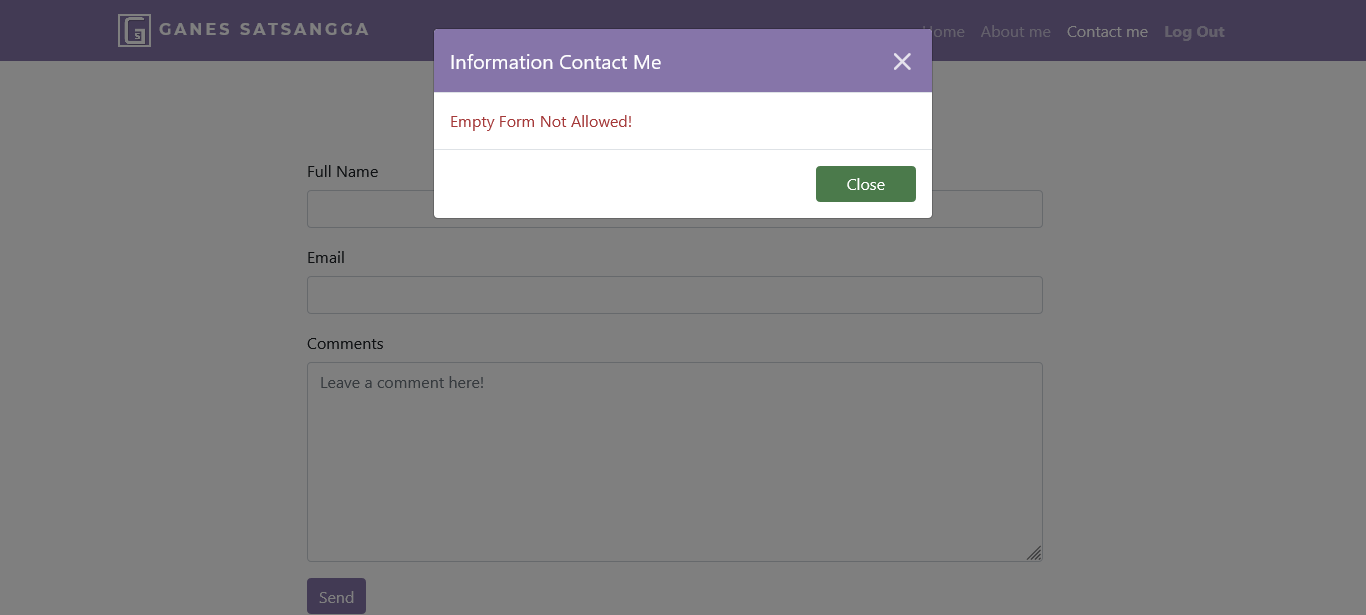 GANES SATSANGGA
Home About me Contact me Log Out
Information Contact Me
Empty Form Not Allowed!
Close
Full Name
Email
Comments
Leave a comment here!
Send